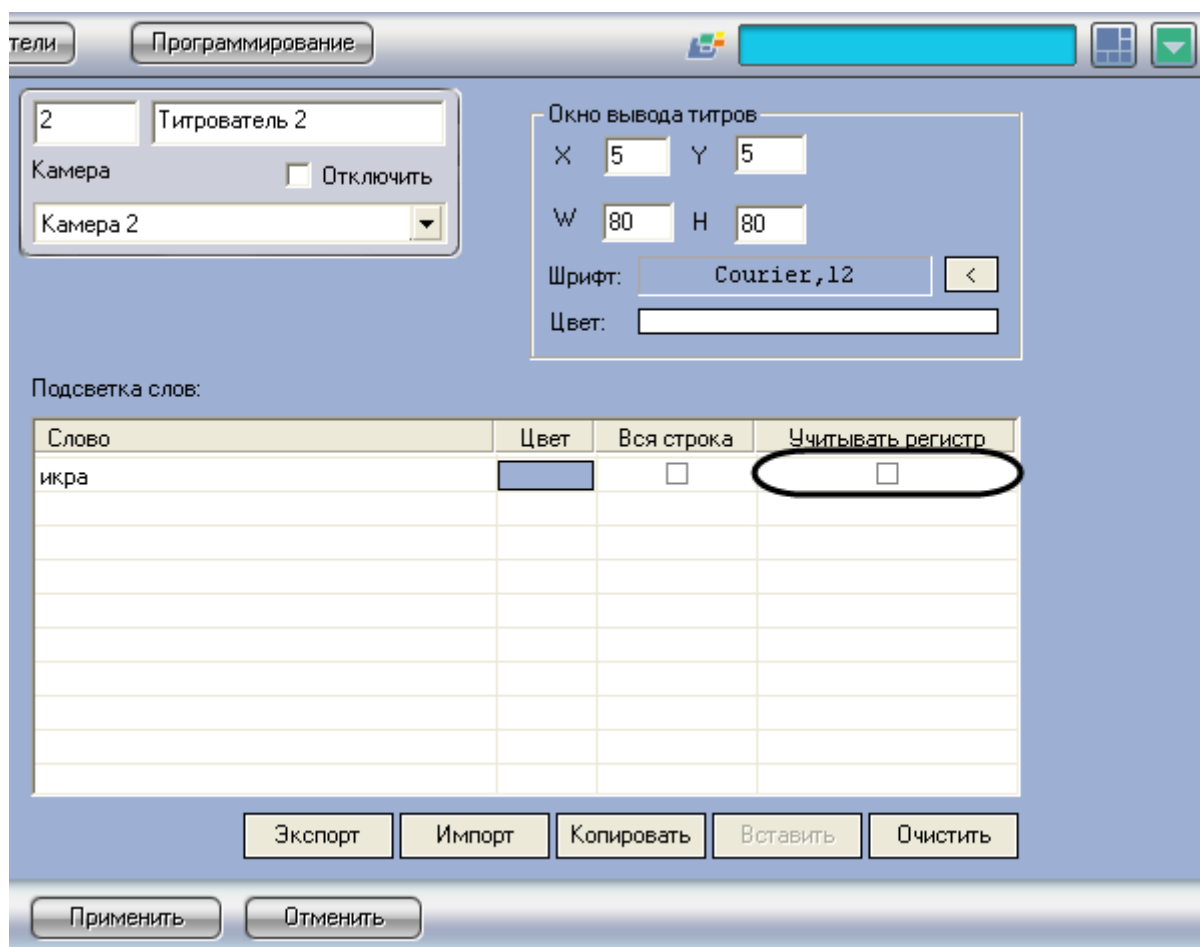 тели Программирование
2 Титрователь 2
Камера Отключить
Камера 2
Окно вывода титров
X 5 Y 5
W 80 H 80
Шрифт: Courier,12 <
Цвет:
Подсветка слов:
Слово Цвет Вся строка Учитывать регистр
икра
Экспорт Импорт Копировать Вставить Очистить
Применить Отменить